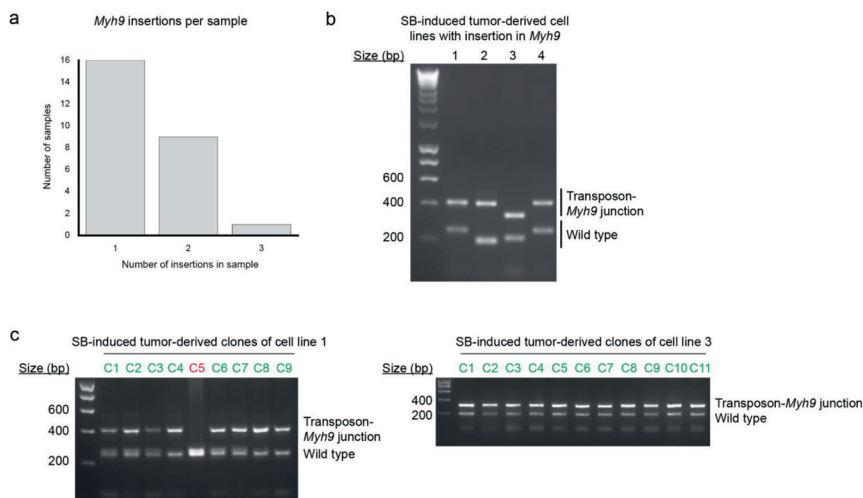 a
Myh9 insertions per sample
Number of samples
16
14
12
10
8
6
4
2
0
1 2 3
Number of insertions in sample
b
SB-induced tumor-derived cell
lines with insertion in Myh9
Size (bp) 1 2 3 4
600
400
200
Transposon-
Myh9 junction
Wild type
c
SB-induced tumor-derived clones of cell line 1
Size (bp) C1 C2 C3 C4 C5 C6 C7 C8 C9
600
400
200
Transposon-
Myh9 junction
Wild type
SB-induced tumor-derived clones of cell line 3
Size (bp) C1 C2 C3 C4 C5 C6 C7 C8 C9 C10 C11
400
200
Transposon-Myh9 junction
Wild type